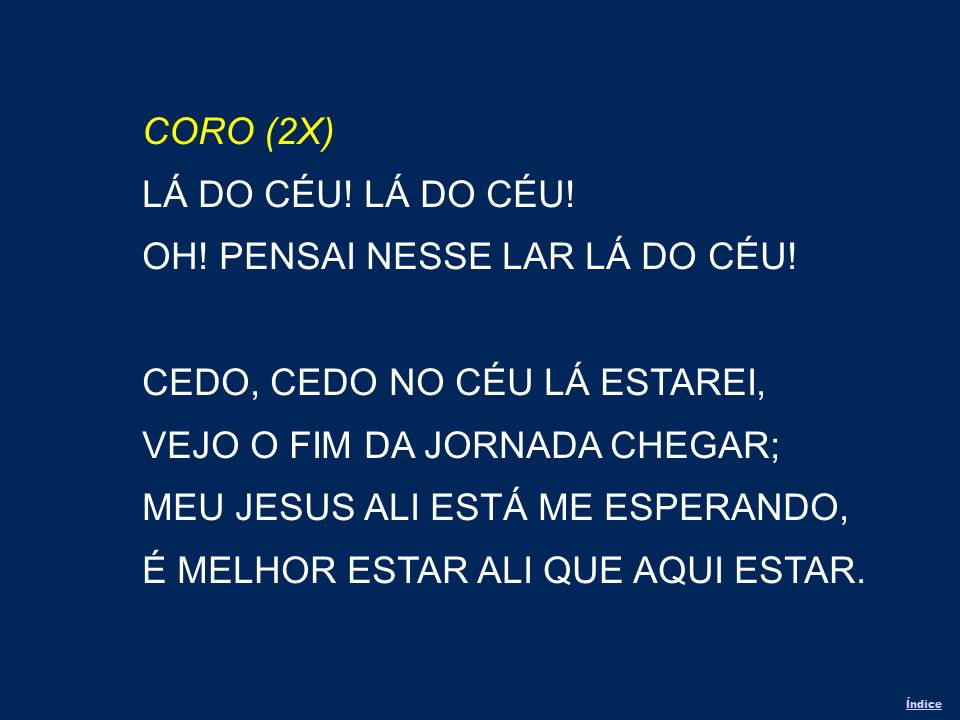 CORO (2X)
LÁ DO CÉU! LÁ DO CÉU!
OH! PENSAI NESSE LAR LÁ DO CÉU!
CEDO, CEDO NO CÉU LÁ ESTAREI,
VEJO O FIM DA JORNADA CHEGAR;
MEU JESUS ALI ESTÁ ME ESPERANDO,
É MELHOR ESTAR ALI QUE AQUI ESTAR.
Índice